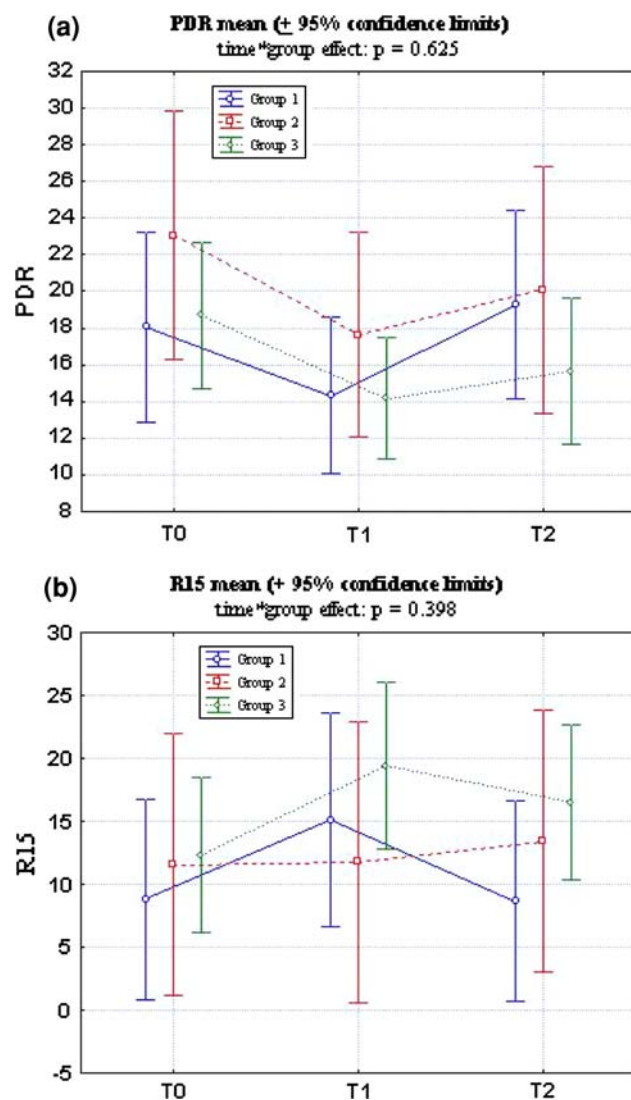 (a) PDR mean (± 95% confidence limits)
time*group effect: p = 0.625
32
30
28
26
24
22
20
18
16
14
12
10
8
PDR
Group 1
Group 2
Group 3
T0 T1 T2
(b) R15 mean (+ 95% confidence limits)
time*group effect: p = 0.398
30
25
20
15
10
5
0
-5
R15
Group 1
Group 2
Group 3
T0 T1 T2